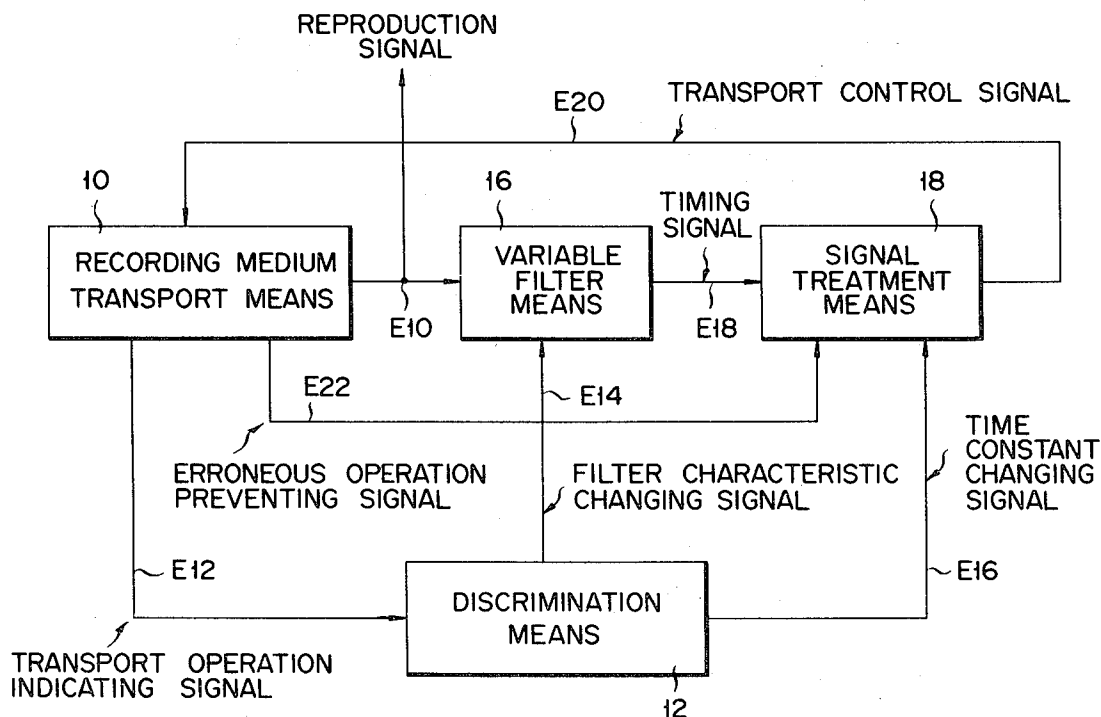 REPRODUCTION
SIGNAL
E20
TRANSPORT CONTROL SIGNAL
10
16
TIMING
SIGNAL
18
RECORDING MEDIUM
TRANSPORT MEANS
VARIABLE
FILTER
MEANS
SIGNAL
TREATMENT
MEANS
E10
E18
E22
E14
ERRONEOUS OPERATION
PREVENTING SIGNAL
FILTER CHARACTERISTIC
CHANGING SIGNAL
TIME
CONSTANT
CHANGING
SIGNAL
E12
E16
DISCRIMINATION
MEANS
TRANSPORT OPERATION
INDICATING SIGNAL
12